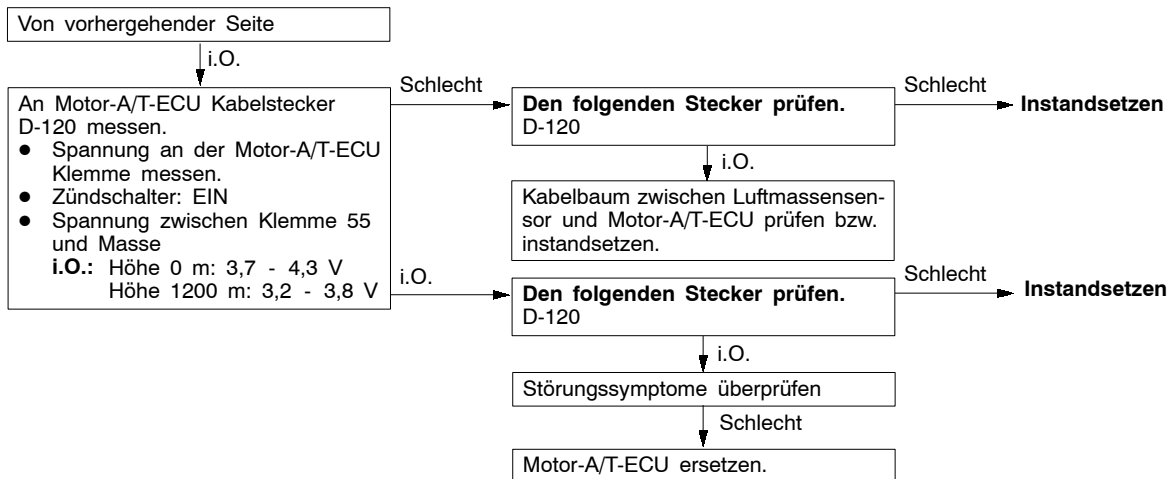 Von vorhergehender Seite
i.O.
An Motor-A/T-ECU Kabelstecker
D-120 messen.
● Spannung an der Motor-A/T-ECU
Klemme messen.
● Zündschalter: EIN
● Spannung zwischen Klemme 55
und Masse
i.O.: Höhe 0 m: 3,7 - 4,3 V
Höhe 1200 m: 3,2 - 3,8 V
Schlecht
Den folgenden Stecker prüfen.
D-120
Schlecht
Instandsetzen
i.O.
Kabelbaum zwischen Luftmassensen-
sor und Motor-A/T-ECU prüfen bzw.
instandsetzen.
i.O.
Den folgenden Stecker prüfen.
D-120
Schlecht
Instandsetzen
i.O.
Störungssymptome überprüfen
Schlecht
Motor-A/T-ECU ersetzen.